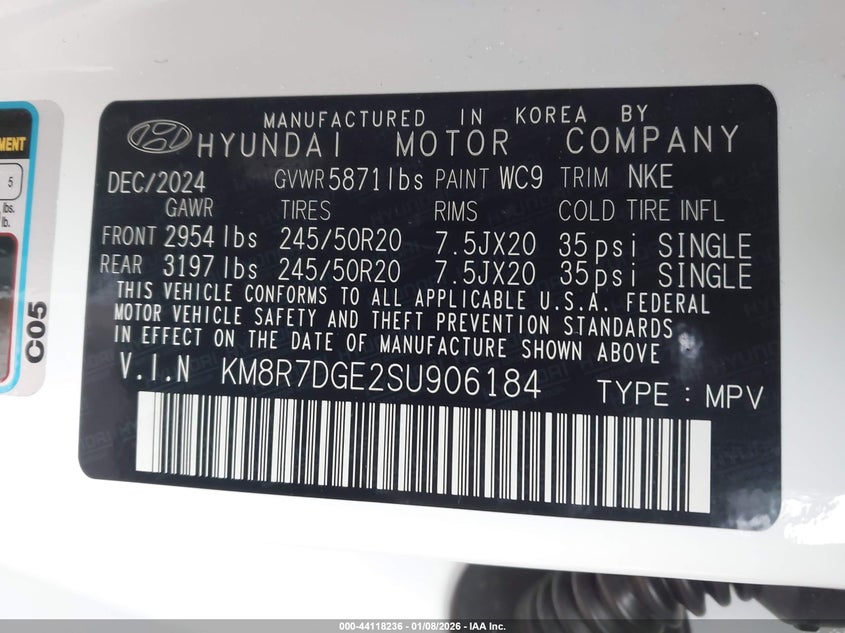 MANUFACTURED IN KOREA BY
HYUNDAI MOTOR COMPANY
DEC/2024 GVWR 5871lbs PAINT WC9 TRIM NKE
GAWR TIRES RIMS COLD TIRE INFL
FRONT 2954 lbs 245/50R20 7.5JX20 35psi SINGLE
REAR 3197 lbs 245/50R20 7.5JX20 35psi SINGLE
THIS VEHICLE CONFORMS TO ALL APPLICABLE U.S.A. FEDERAL
MOTOR VEHICLE SAFETY AND THEFT PREVENTION STANDARDS
IN EFFECT ON THE DATE OF MANUFACTURE SHOWN ABOVE
V.I.N KM8R7DGE2SU906184 TYPE : MPV
5
lbs.
lb.
C05
000-44118236 - 01/08/2026 - IAA Inc.